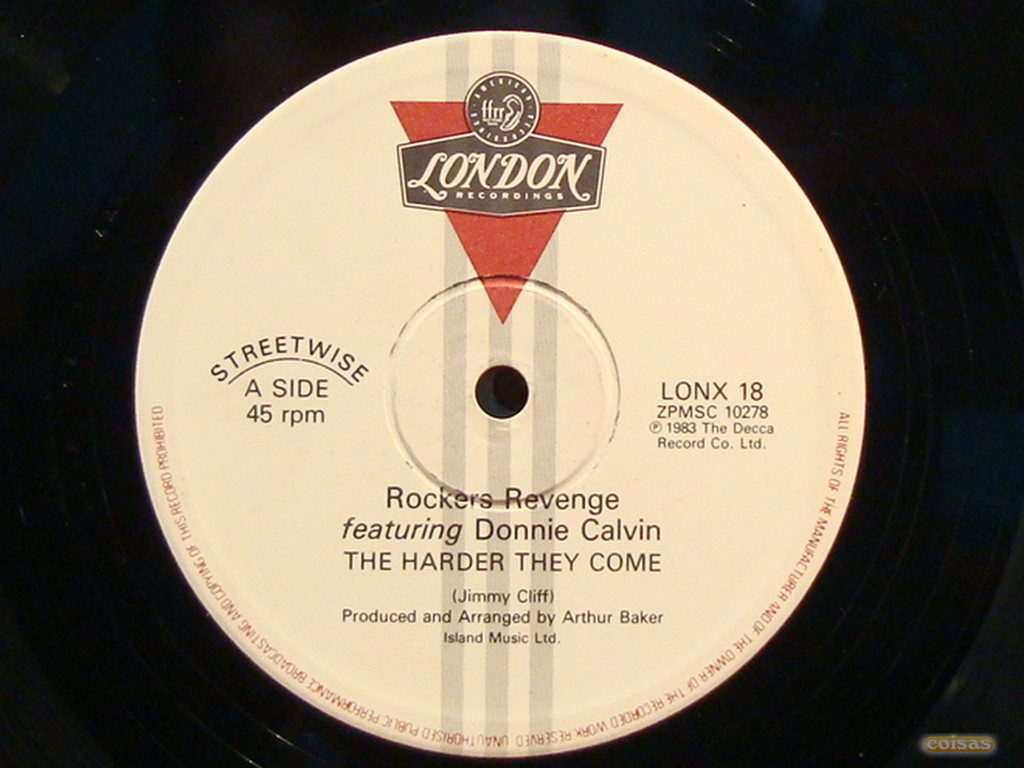 AMERICAN
ffrr
LONDON
RECORDINGS
STREETWISE
A SIDE
45 rpm
LONX 18
ZPMSC 10278
℗ 1983 The Decca
Record Co. Ltd.
Rockers Revenge
featuring Donnie Calvin
THE HARDER THEY COME
(Jimmy Cliff)
Produced and Arranged by Arthur Baker
Island Music Ltd.
ALL RIGHTS OF THE MANUFACTURER AND OF THE OWNER OF THE RECORDED WORK RESERVED UNAUTHORISED PUBLIC PERFORMANCE BROADCASTING AND COPYING OF THIS RECORD PROHIBITED
coisas